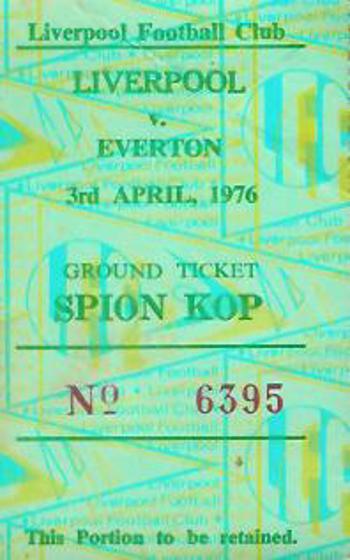 Liverpool Football Club
LIVERPOOL
v.
EVERTON
3rd APRIL, 1976
GROUND TICKET
SPION KOP
Nº 6395
This Portion to be retained.